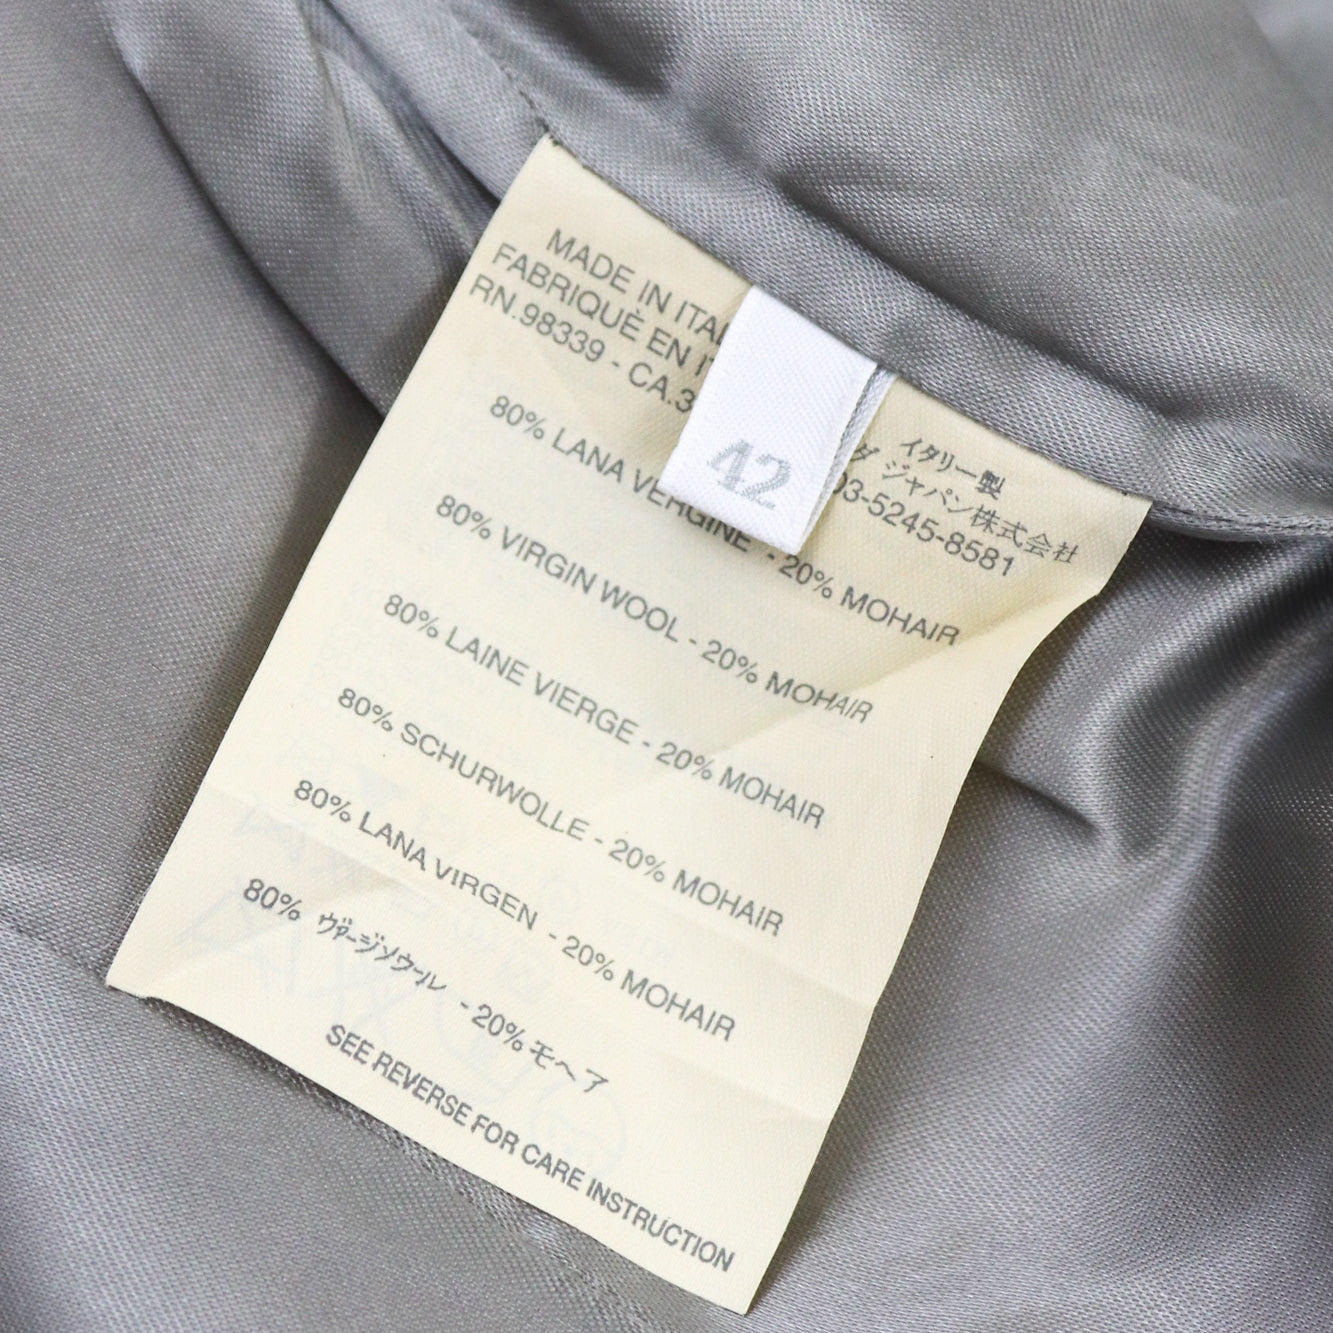 MADE IN
FABRIQUÉ EN
RN.98339 - CA.3
42
イタリー製
ダ ジャパン株式会社
03-5245-8581
80% LANA VERGINE - 20% MOHAIR
80% VIRGIN WOOL - 20% MOHAIR
80% LAINE VIERGE - 20% MOHAIR
80% SCHURWOLLE - 20% MOHAIR
80% LANA VIRGEN - 20% MOHAIR
80% ヴァージンウール - 20% モヘア
SEE REVERSE FOR CARE INSTRUCTION